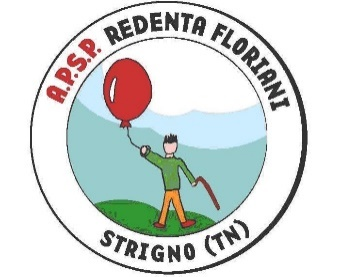 A.P.S.P. REDENTA FLORIANI
STRIGNO (TN)